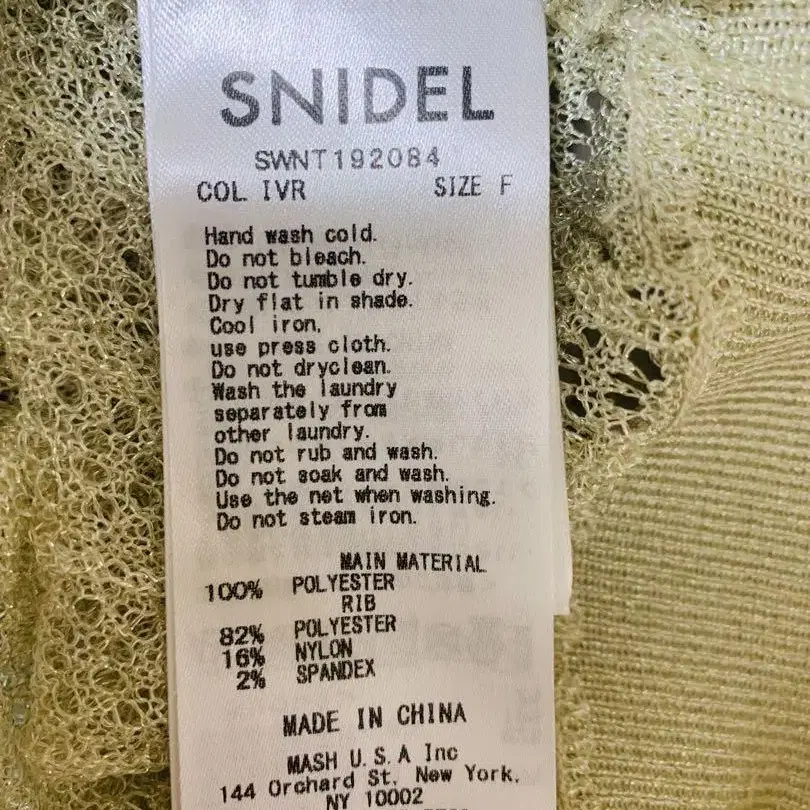 SNIDEL
SWNT192084
COL IVR SIZE F
Hand wash cold.
Do not bleach.
Do not tumble dry.
Dry flat in shade.
Cool iron,
use press cloth.
Do not dryclean.
Wash the laundry
separately from
other laundry.
Do not rub and wash.
Do not soak and wash.
Use the net when washing.
Do not steam iron.
MAIN MATERIAL
100% POLYESTER
RIB
82% POLYESTER
16% NYLON
2% SPANDEX
MADE IN CHINA
MASH U.S.A Inc
144 Orchard St, New York,
NY 10002